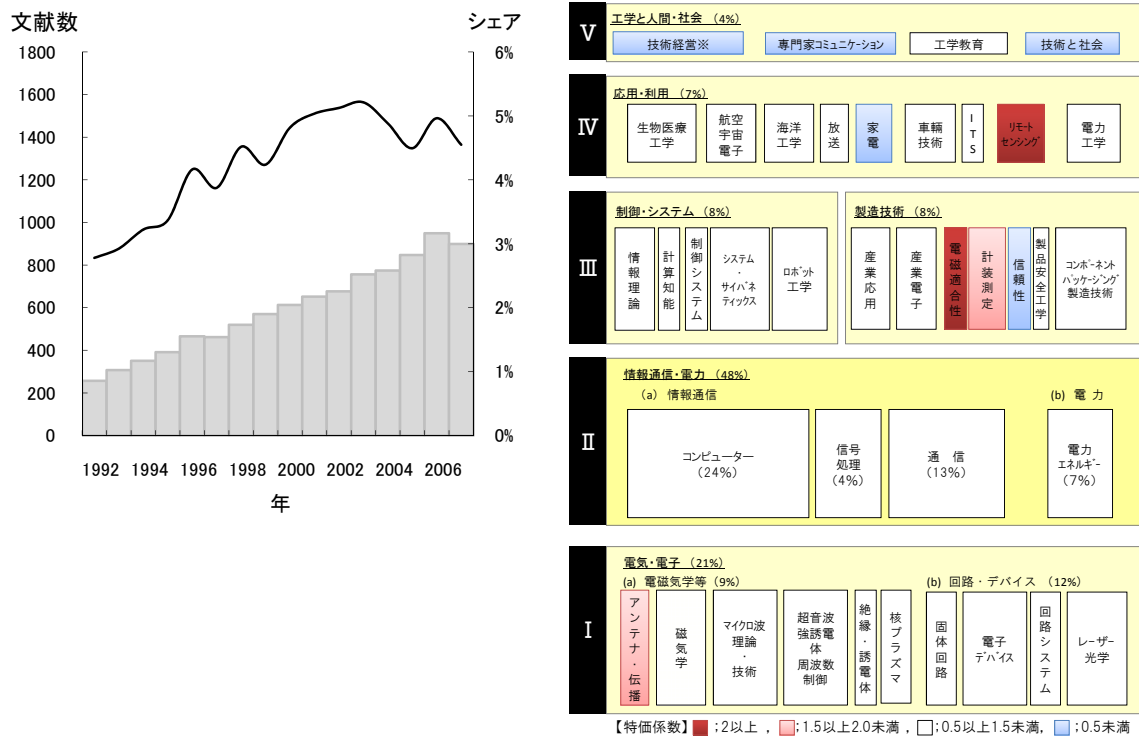 文献数
シェア
1800
1600
1400
1200
1000
800
600
400
200
0
6%
5%
4%
3%
2%
1%
0%
1992 1994 1996 1998 2000 2002 2004 2006
年
Ⅴ
工学と人間・社会 (4%)
技術経営※
専門家コミュニケーション
工学教育
技術と社会
Ⅳ
応用・利用 (7%)
生物医療
工学
航空
宇宙
電子
海洋
工学
放送
家電
車輌
技術
ITS
リモート
センシング
電力
工学
Ⅲ
制御・システム (8%)
情報理論
計算知能
制御システム
システム
・
サイバネ
ティックス
ロボット
工学
製造技術 (8%)
産業応用
産業電子
電磁適合性
計装測定
信頼性
製品安全工学
コンポーネント
パッケージング
製造技術
Ⅱ
情報通信・電力 (48%)
(a) 情報通信
コンピューター
(24%)
信号
処理
(4%)
通 信
(13%)
(b) 電 力
電力
エネルギー
(7%)
Ⅰ
電気・電子 (21%)
(a) 電磁気学等 (9%)
アンテナ・伝播
磁気学
マイクロ波
理論
・
技術
超音波
強誘電
体
周波数
制御
絶縁・誘電体
核プラズマ
(b) 回路・デバイス (12%)
固体回路
電子
デバイス
回路システム
レーザー
光学
【特価係数】 ;2以上 , ;1.5以上2.0未満 , ;0.5以上1.5未満, ;0.5未満